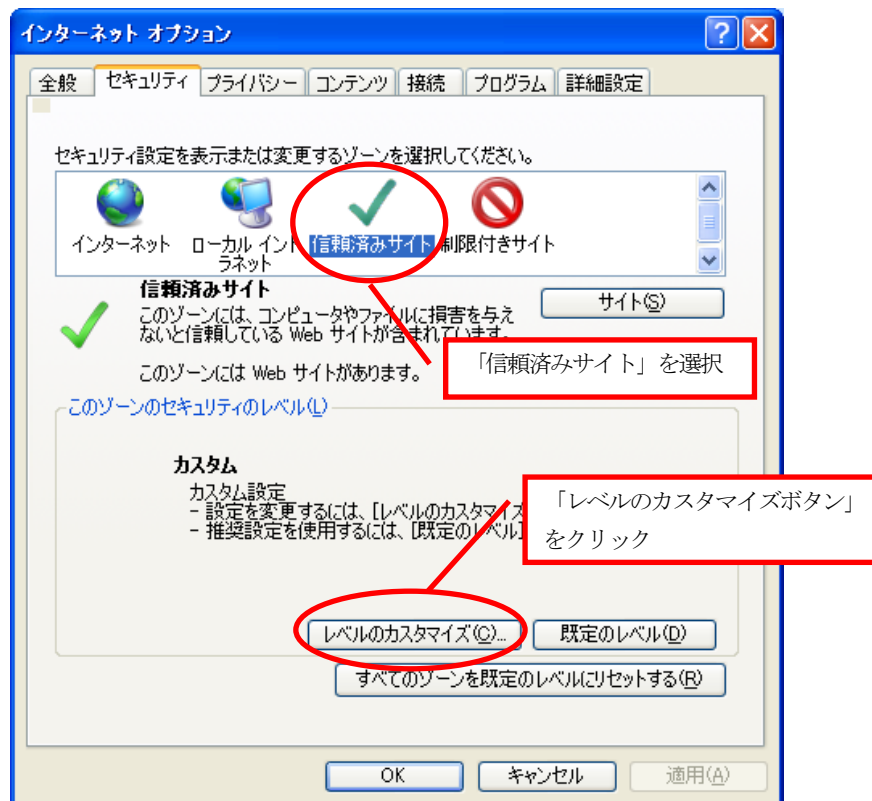 インターネット オプション
全般 セキュリティ プライバシー コンテンツ 接続 プログラム 詳細設定
セキュリティ設定を表示または変更するゾーンを選択してください。
インターネット
ローカル イント
ラネット
信頼済みサイト
制限付きサイト
信頼済みサイト
このゾーンには、コンピュータやファイルに損害を与え
ないと信頼している Web サイトが含まれています。
サイト(S)
このゾーンには Web サイトがあります。
「信頼済みサイト」を選択
このゾーンのセキュリティのレベル(L)
カスタム
カスタム設定
- 設定を変更するには、[レベルのカスタマイズ
- 推奨設定を使用するには、[既定のレベル]
「レベルのカスタマイズボタン」
をクリック
レベルのカスタマイズ(C)...
既定のレベル(D)
すべてのゾーンを既定のレベルにリセットする(R)
OK キャンセル 適用(A)